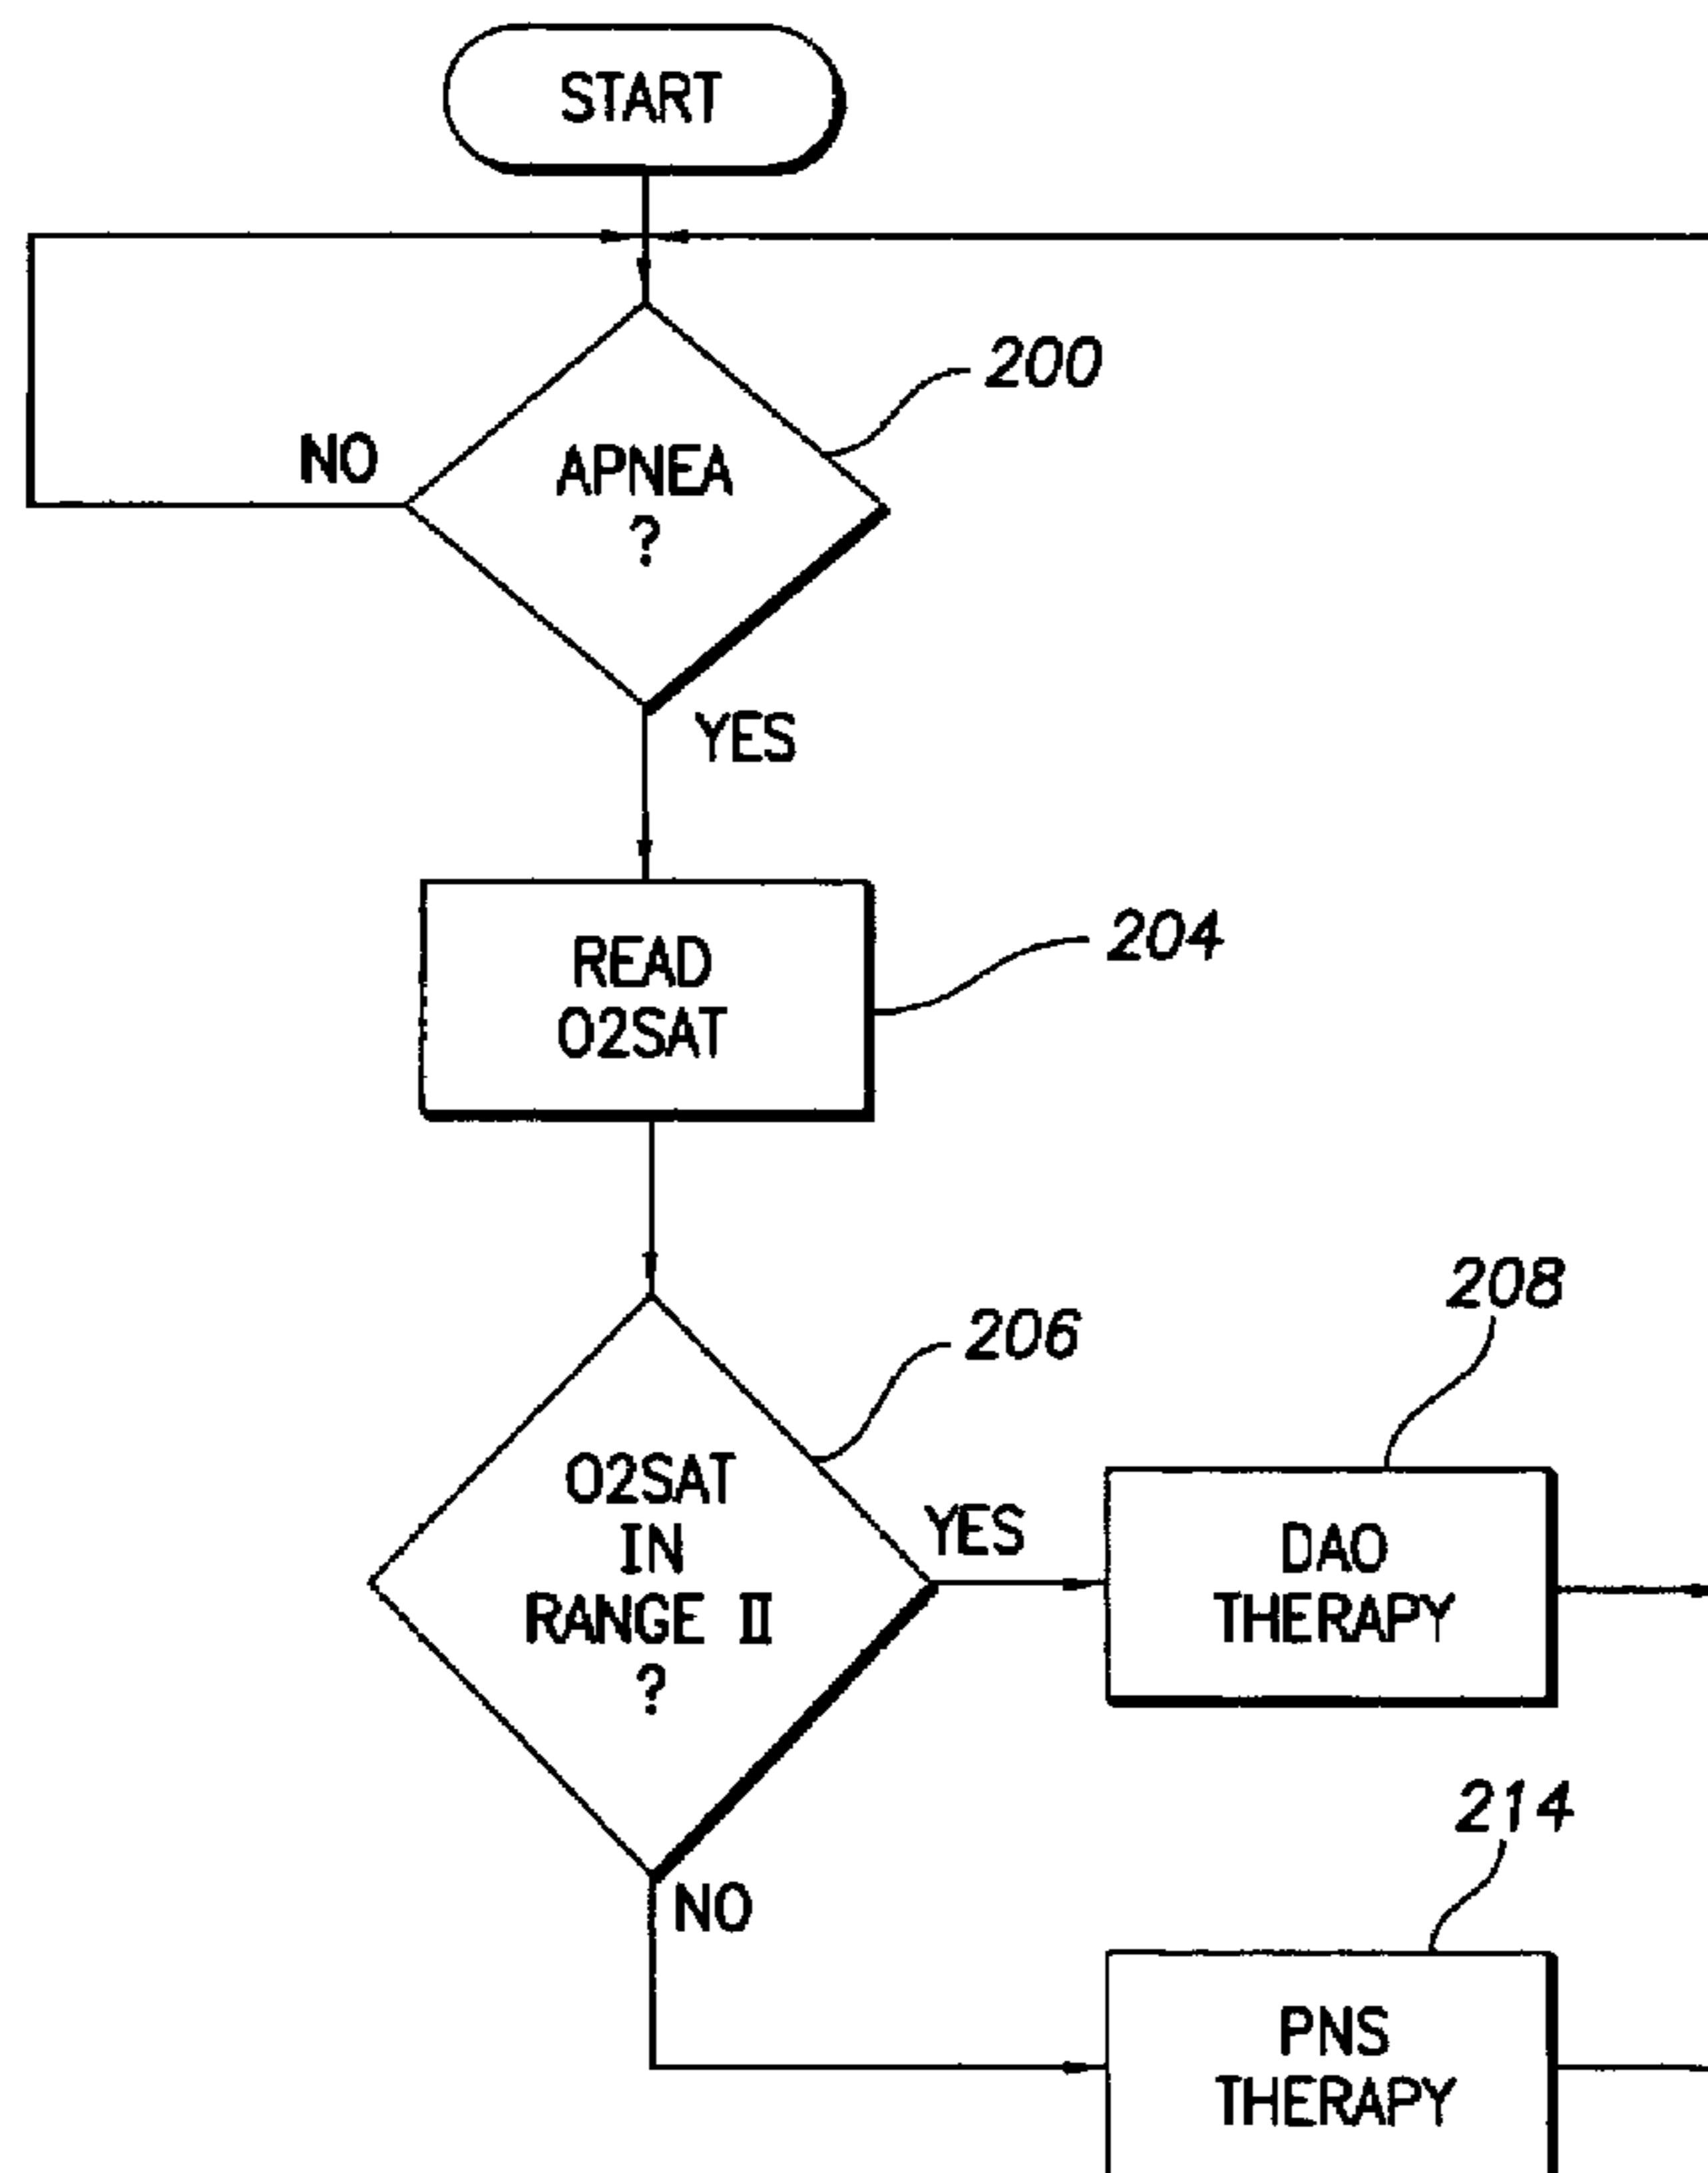 START
200
NO
APNEA
?
YES
READ
O2SAT
204
206
208
O2SAT
IN
RANGE II
?
YES
DAO
THERAPY
214
NO
PNS
THERAPY